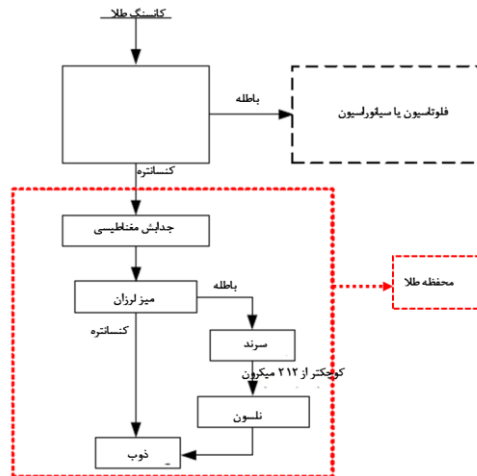 کانسنگ طلا
باطله
فلوتاسیون یا سیانوراسیون
کنسانتره
جدایش مغناطیسی
محفظه طلا
باطله
میز لرزان
کنسانتره
سرند
کوچکتر از ۲۱۲ میکرون
نلسون
ذوب